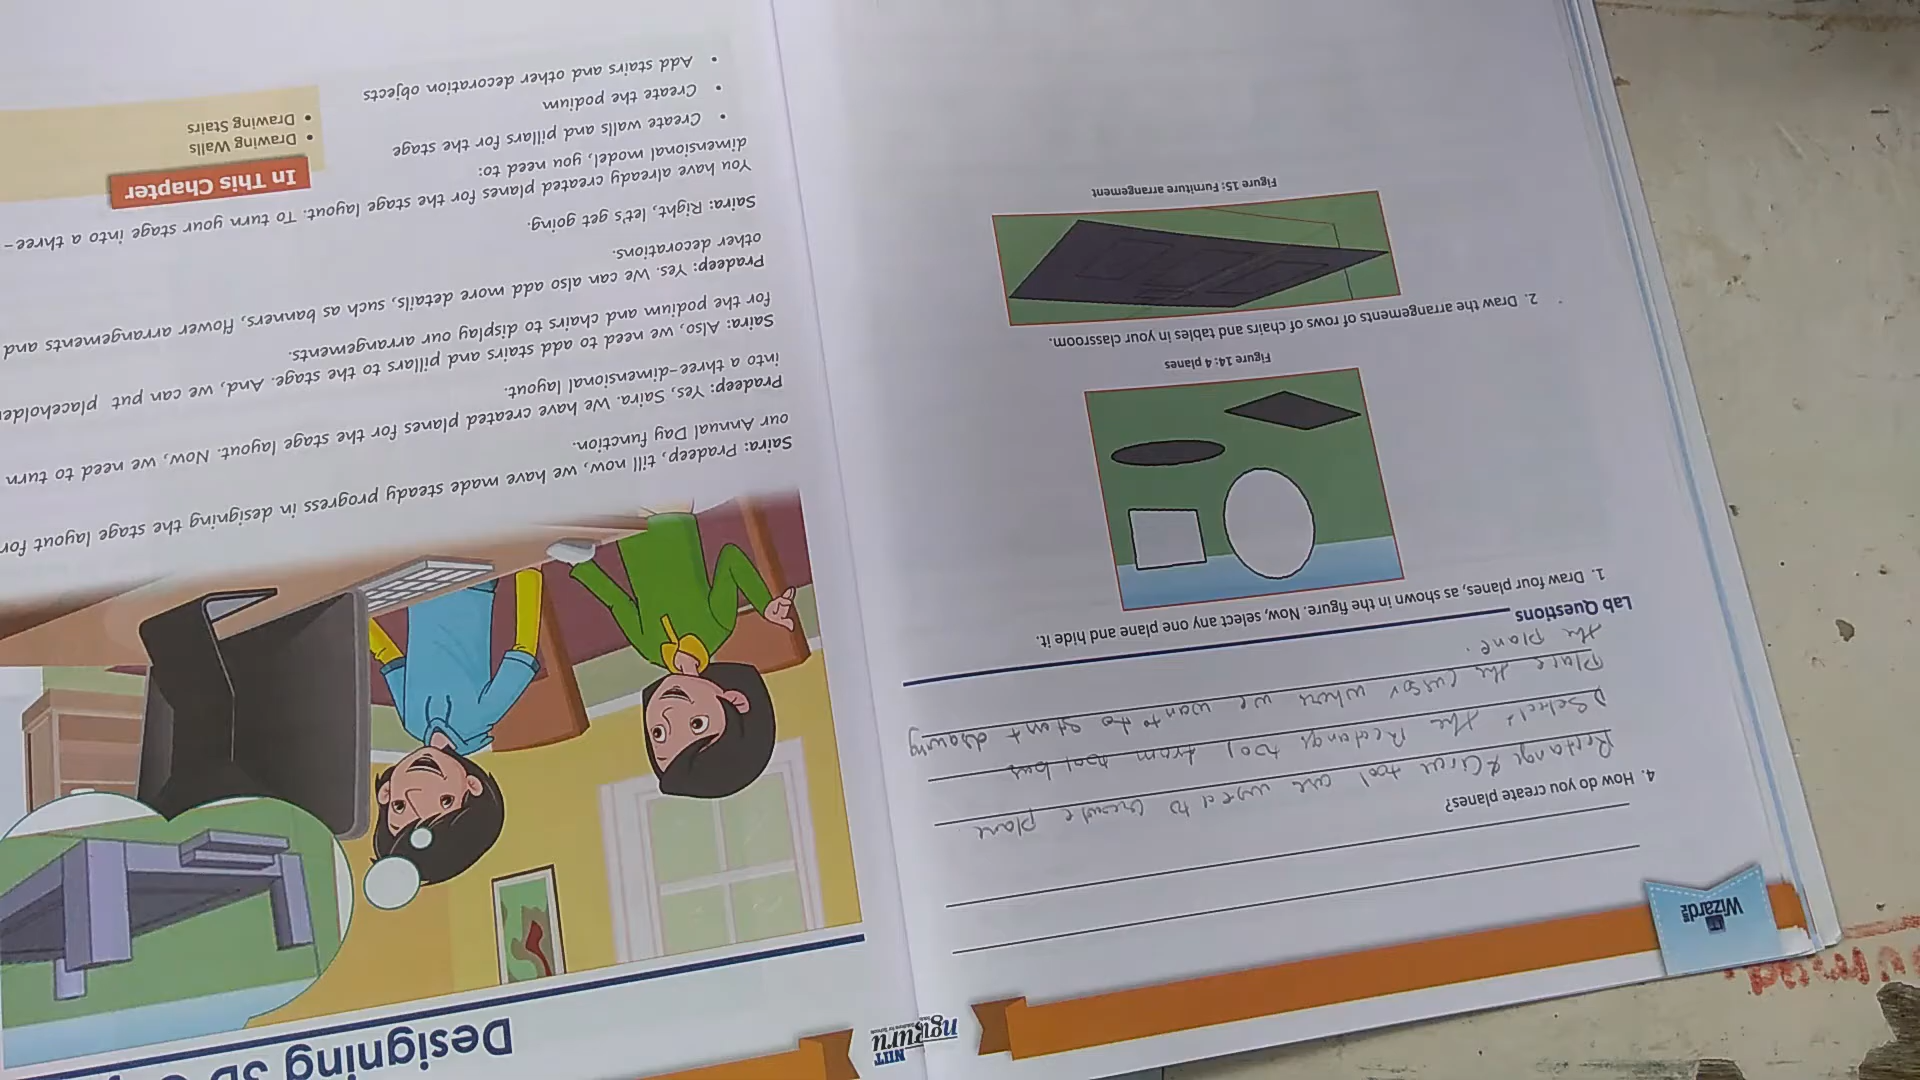 IT
Wizard
4. How do you create planes?
Rectange & Circle tool are used to create plane.
Select the Rectange tool from tool bar
Place the cursor where we want to start drawing
the plane.
Lab Questions
1. Draw four planes, as shown in the figure. Now, select any one plane and hide it.
Figure 14: 4 planes
2. Draw the arrangements of rows of chairs and tables in your classroom.
Figure 15: Furniture arrangement
NIIT
nguru
Designing 3D
Saira: Pradeep, till now, we have made steady progress in designing the stage layout for
our Annual Day function.
Pradeep: Yes, Saira. We have created planes for the stage layout. Now, we need to turn
into a three-dimensional layout.
Saira: Also, we need to add stairs and pillars to the stage. And, we can put placeholde
for the podium and chairs to display our arrangements.
Pradeep: Yes. We can also add more details, such as banners, flower arrangements and
other decorations.
Saira: Right, let's get going.
You have already created planes for the stage layout. To turn your stage into a three-
dimensional model, you need to:
• Create walls and pillars for the stage
• Create the podium
• Add stairs and other decoration objects
In This Chapter
• Drawing Walls
• Drawing Stairs